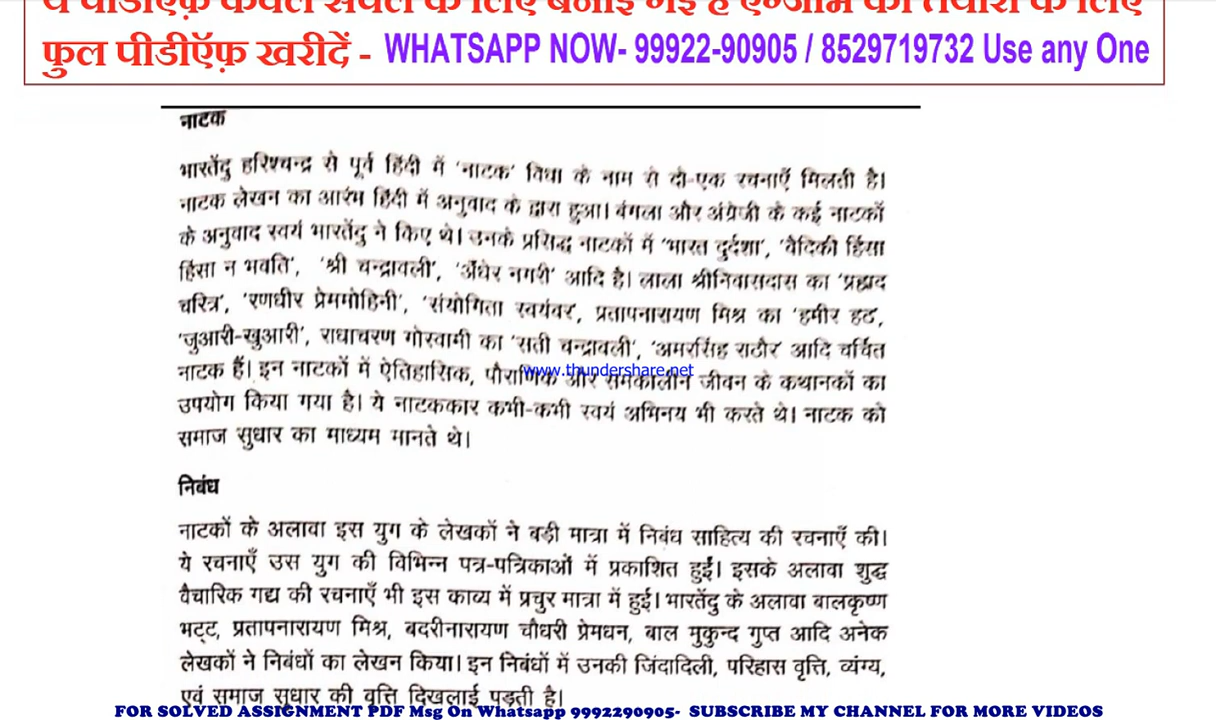 ये पीडीएफ़ केवल सैंपल के लिए बनाई गई है एग्जाम की तैयारी के लिए
फुल पीडीऍफ़ खरीदें - WHATSAPP NOW- 99922-90905 / 8529719732 Use any One
नाटक
भारतेंदु हरिश्चन्द्र से पूर्व हिंदी में 'नाटक' विधा के नाम से दो-एक रचनाएँ मिलती है।
नाटक लेखन का आरंभ हिंदी में अनुवाद के द्वारा हुआ। बंगला और अंग्रेजी के कई नाटकों
के अनुवाद स्वयं भारतेंदु ने किए थे। उनके प्रसिद्ध नाटकों में 'भारत दुर्दशा', 'वैदिकी हिंसा
हिंसा न भवति', 'श्री चन्द्रावली', 'अँधेर नगरी' आदि है। लाला श्रीनिवासदास का 'प्रह्लाद
चरित्र', 'रणधीर प्रेममोहिनी', 'संयोगिता स्वयंवर', प्रतापनारायण मिश्र का 'हमीर हठ',
'जुआरी-खुआरी', राधाचरण गोस्वामी का 'सती चन्द्रावली', 'अमरसिंह राठौर' आदि चर्चित
नाटक हैं। इन नाटकों में ऐतिहासिक, पौराणिक और समकालीन जीवन के कथानकों का
www.thundershare.net
उपयोग किया गया है। ये नाटककार कभी-कभी स्वयं अभिनय भी करते थे। नाटक को
समाज सुधार का माध्यम मानते थे।
निबंध
नाटकों के अलावा इस युग के लेखकों ने बड़ी मात्रा में निबंध साहित्य की रचनाएँ की।
ये रचनाएँ उस युग की विभिन्न पत्र-पत्रिकाओं में प्रकाशित हुईं। इसके अलावा शुद्ध
वैचारिक गद्य की रचनाएँ भी इस काव्य में प्रचुर मात्रा में हुई। भारतेंदु के अलावा बालकृष्ण
भट्ट, प्रतापनारायण मिश्र, बदरीनारायण चौधरी प्रेमधन, बाल मुकुन्द गुप्त आदि अनेक
लेखकों ने निबंधों का लेखन किया। इन निबंधों में उनकी जिंदादिली, परिहास वृत्ति, व्यंग्य,
एवं समाज सुधार की वृत्ति दिखलाई पड़ती है।
FOR SOLVED ASSIGNMENT PDF Msg On Whatsapp 9992290905- SUBSCRIBE MY CHANNEL FOR MORE VIDEOS